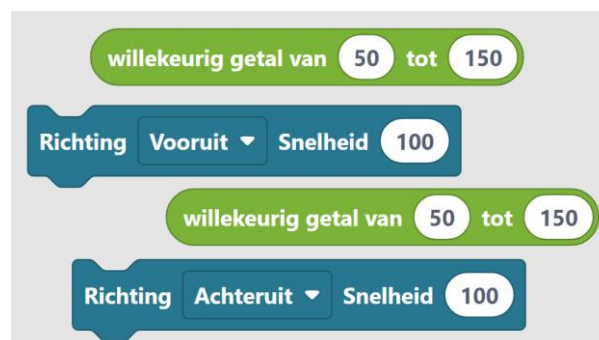 willekeurig getal van 50 tot 150
Richting Vooruit Snelheid 100
willekeurig getal van 50 tot 150
Richting Achteruit Snelheid 100